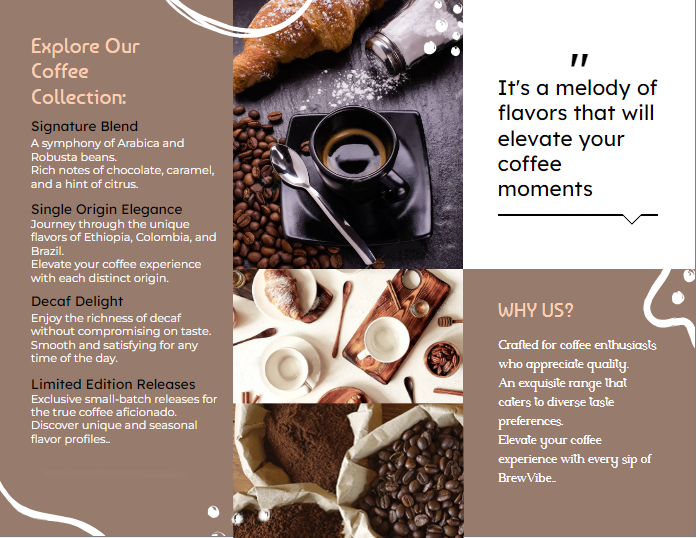 Explore Our
Coffee
Collection:
Signature Blend
A symphony of Arabica and
Robusta beans.
Rich notes of chocolate, caramel,
and a hint of citrus.
Single Origin Elegance
Journey through the unique
flavors of Ethiopia, Colombia, and
Brazil.
Elevate your coffee experience
with each distinct origin.
Decaf Delight
Enjoy the richness of decaf
without compromising on taste.
Smooth and satisfying for any
time of the day.
Limited Edition Releases
Exclusive small-batch releases for
the true coffee aficionado.
Discover unique and seasonal
flavor profiles..
"
It's a melody of
flavors that will
elevate your
coffee
moments
WHY US?
Crafted for coffee enthusiasts
who appreciate quality.
An exquisite range that
caters to diverse taste
preferences.
Elevate your coffee
experience with every sip of
BrewVibe..